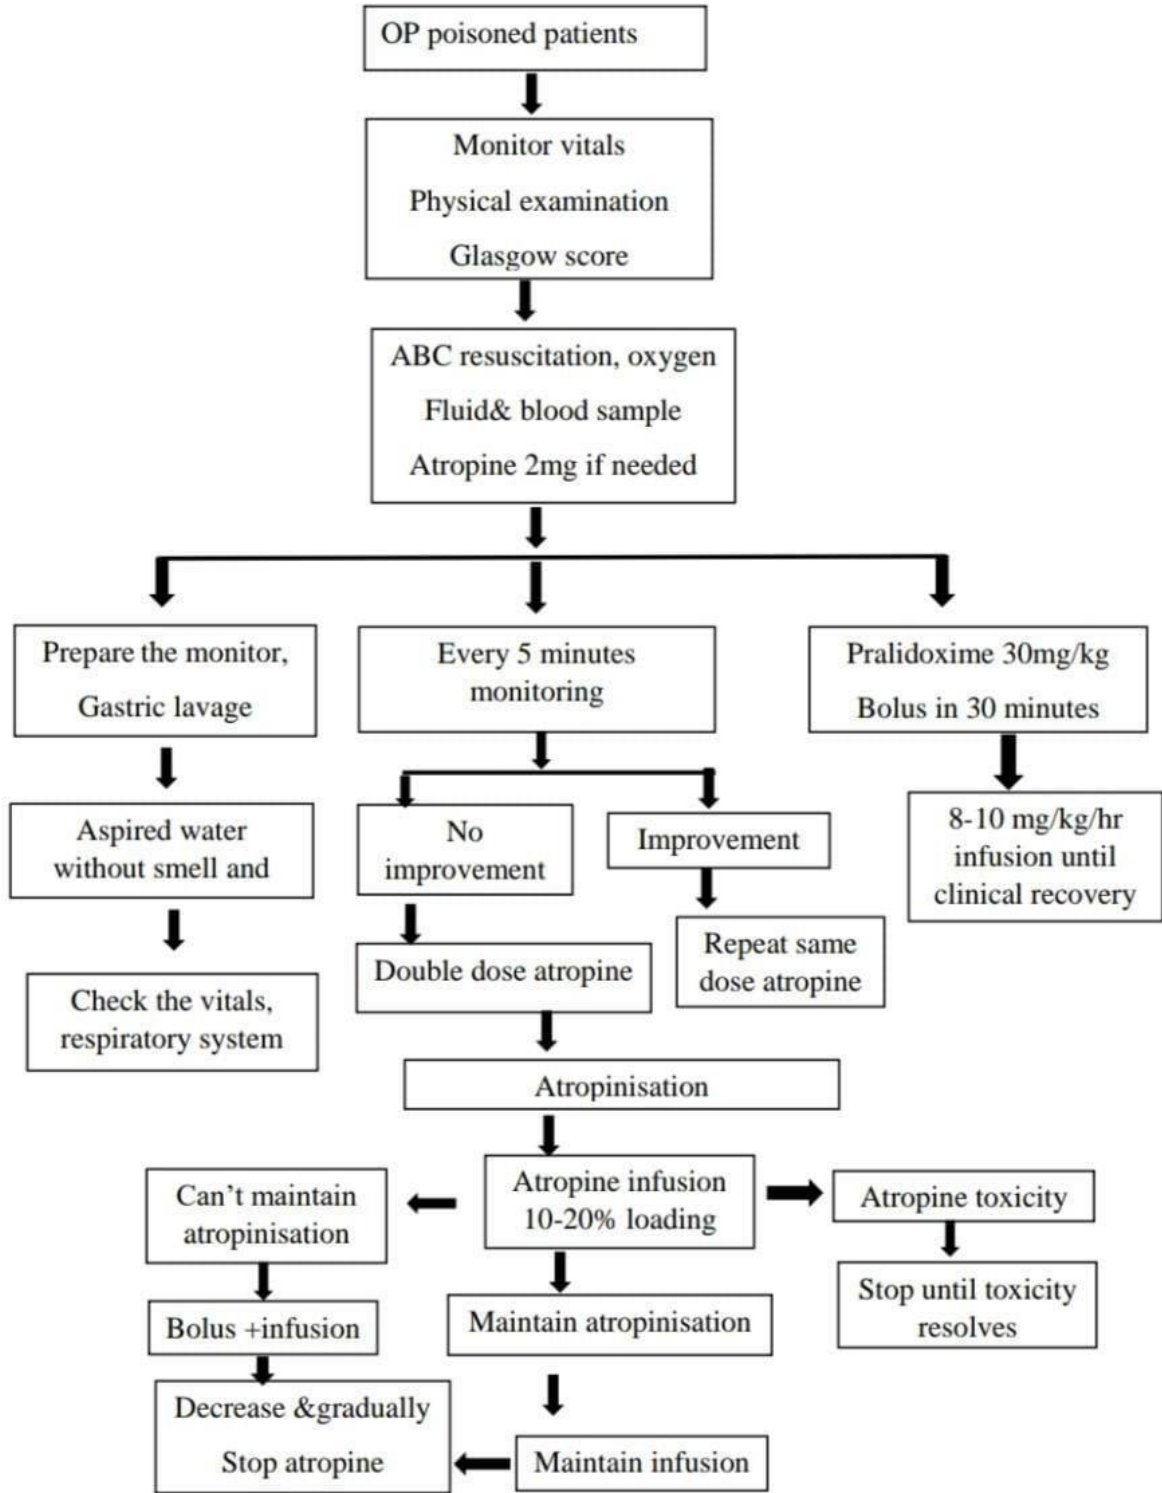 OP poisoned patients
Monitor vitals
Physical examination
Glasgow score
ABC resuscitation, oxygen
Fluid& blood sample
Atropine 2mg if needed
Prepare the monitor,
Gastric lavage
Aspired water
without smell and
Check the vitals,
respiratory system
Every 5 minutes
monitoring
No
improvement
Double dose atropine
Improvement
Repeat same
dose atropine
Pralidoxime 30mg/kg
Bolus in 30 minutes
8-10 mg/kg/hr
infusion until
clinical recovery
Atropinisation
Atropine infusion
10-20% loading
Can't maintain
atropinisation
Bolus +infusion
Decrease &gradually
Stop atropine
Maintain atropinisation
Maintain infusion
Atropine toxicity
Stop until toxicity
resolves